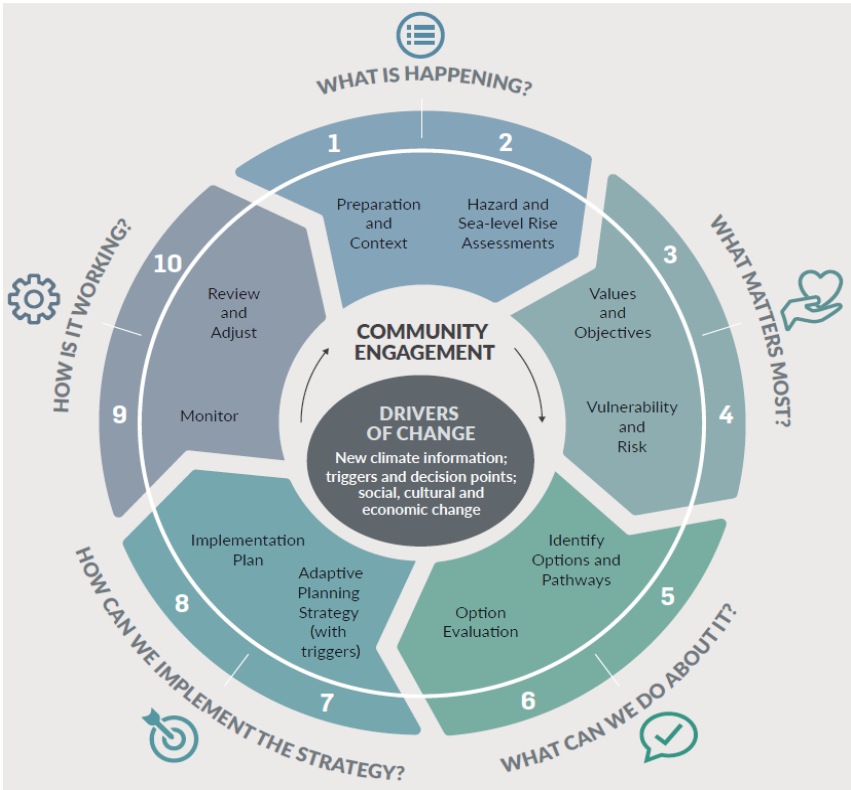 WHAT IS HAPPENING?
1
Preparation
and
Context
2
Hazard and
Sea-level Rise
Assessments
WHAT MATTERS MOST?
3
Values
and
Objectives
4
Vulnerability
and
Risk
WHAT CAN WE DO ABOUT IT?
5
Identify
Options and
Pathways
6
Option
Evaluation
HOW CAN WE IMPLEMENT THE STRATEGY?
7
Adaptive
Planning
Strategy
(with
triggers)
8
Implementation
Plan
HOW IS IT WORKING?
9
Monitor
10
Review
and
Adjust
COMMUNITY
ENGAGEMENT
DRIVERS
OF CHANGE
New climate information;
triggers and decision points;
social, cultural and
economic change